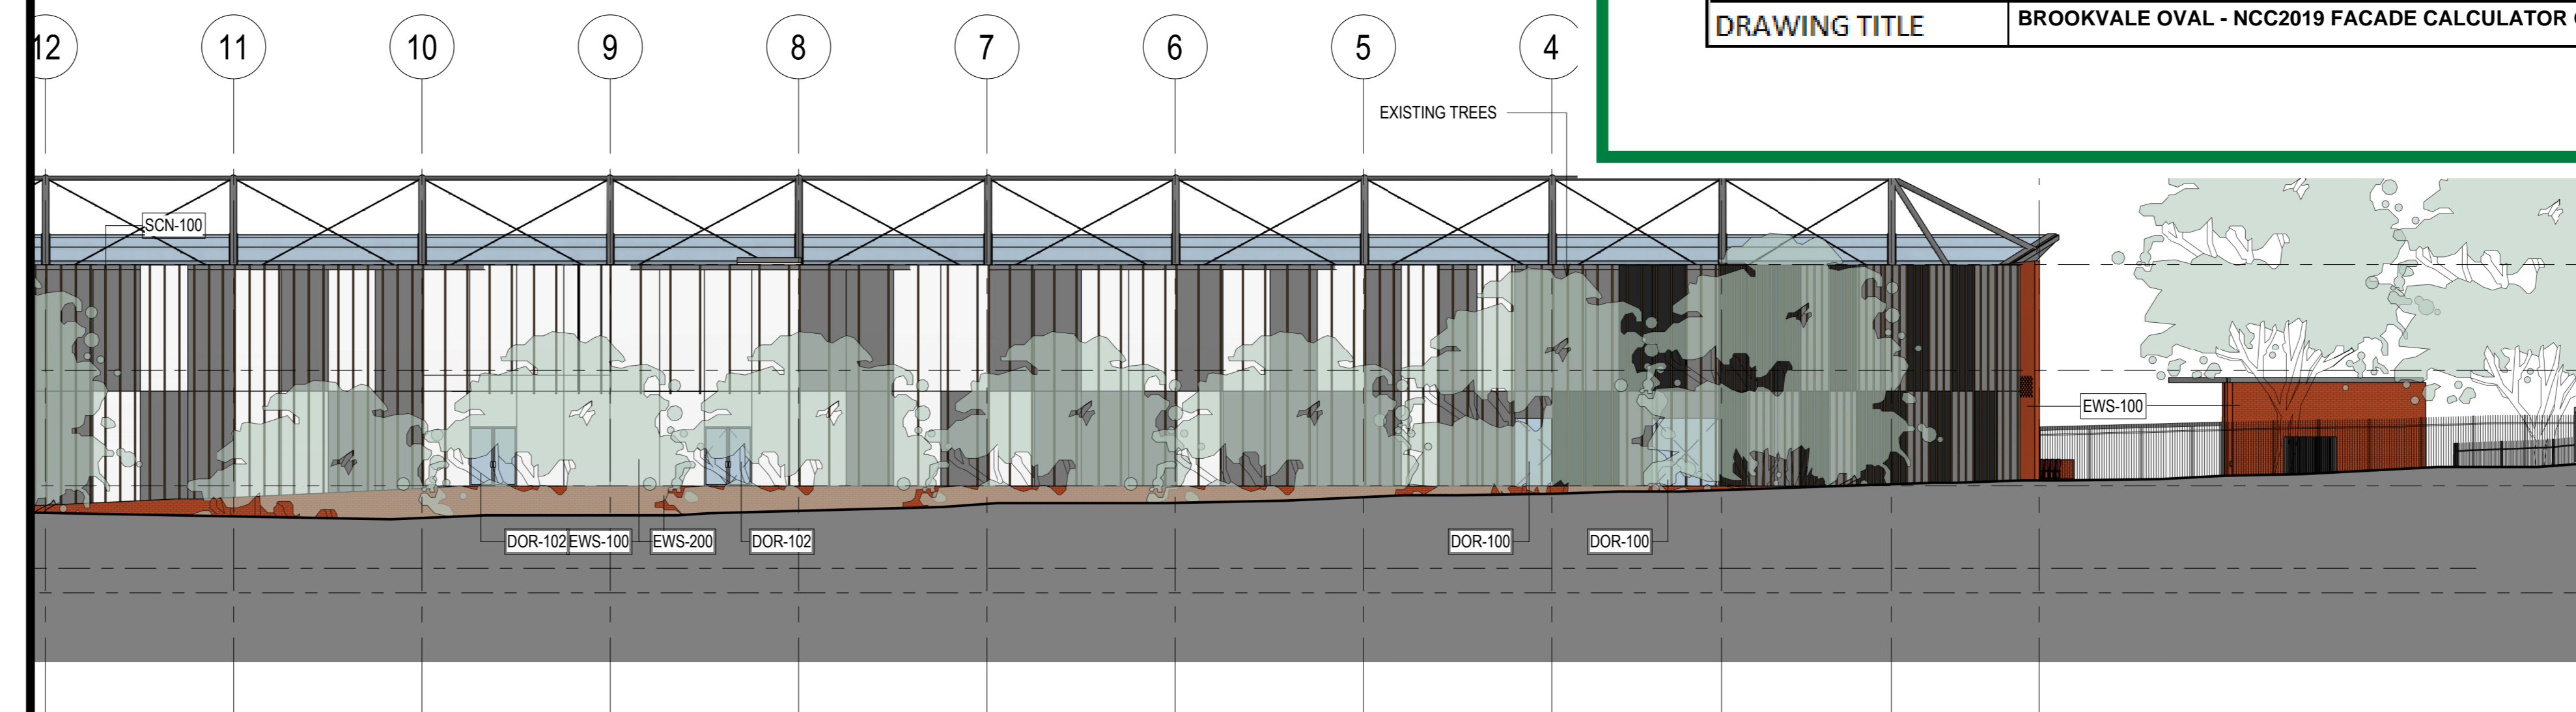 DRAWING TITLE BROOKVALE OVAL - NCC2019 FACADE CALCULATOR
12 11 10 9 8 7 6 5 4
EXISTING TREES
SCN-100
EWS-100
DOR-102 EWS-100 EWS-200 DOR-102 DOR-100 DOR-100